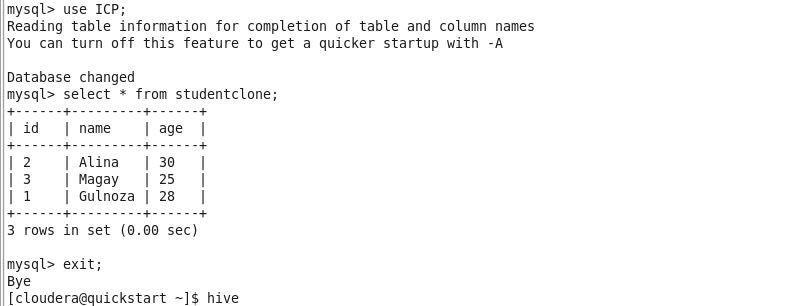 mysql> use ICP;
Reading table information for completion of table and column names
You can turn off this feature to get a quicker startup with -A
Database changed
mysql> select * from studentclone;
+------+---------+------+
| id   | name    | age  |
+------+---------+------+
| 2    | Alina   | 30   |
| 3    | Magay   | 25   |
| 1    | Gulnoza | 28   |
+------+---------+------+
3 rows in set (0.00 sec)
mysql> exit;
Bye
[cloudera@quickstart ~]$ hive